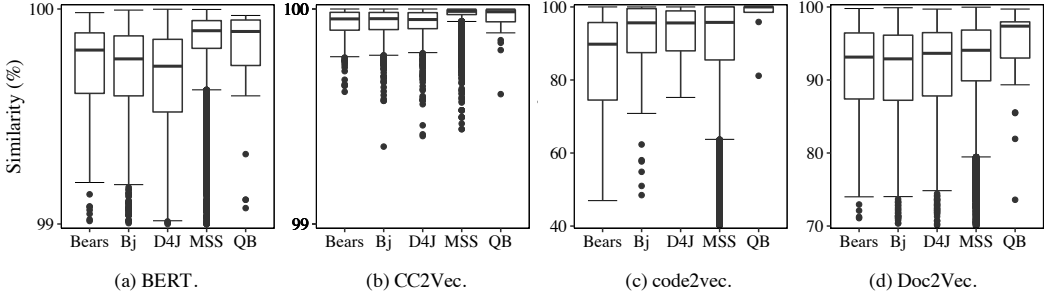 Similarity (%)
100
99
Bears Bj D4J MSS QB
(a) BERT.
100
99
Bears Bj D4J MSS QB
(b) CC2Vec.
100
80
60
40
Bears Bj D4J MSS QB
(c) code2vec.
100
90
80
70
Bears Bj D4J MSS QB
(d) Doc2Vec.